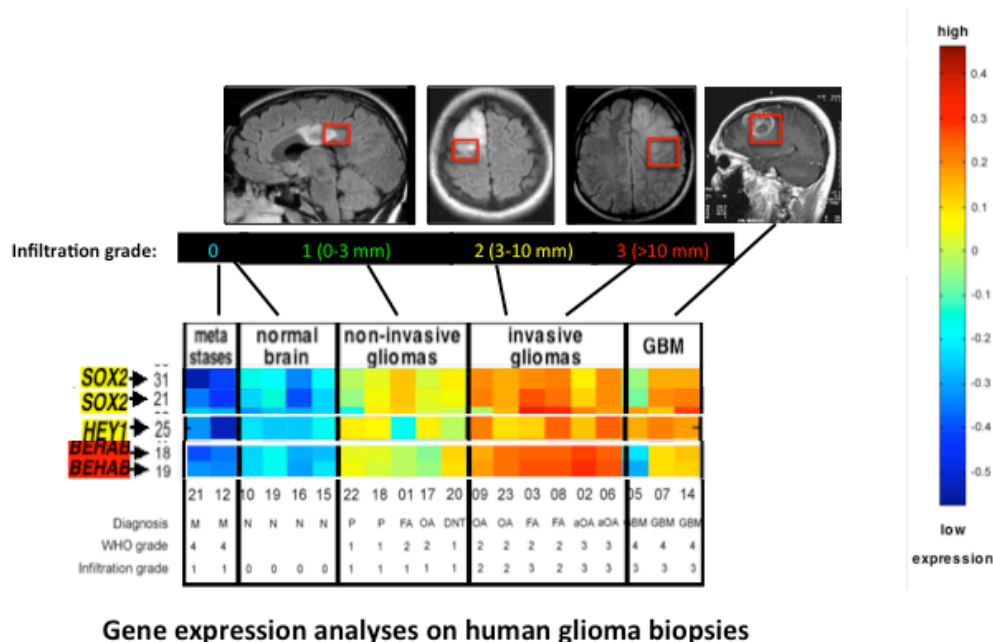 high
0.4
0.3
0.2
0.1
0
-0.1
-0.2
-0.3
-0.4
-0.5
low
expression
Infiltration grade: 0 1 (0-3 mm) 2 (3-10 mm) 3 (>10 mm)
meta stases normal brain non-invasive gliomas invasive gliomas GBM
SOX2 31
SOX2 21
HEY1 25
BEHAB 18
BEHAB 19
21 12 10 19 16 15 22 18 01 17 20 09 23 03 08 02 06 05 07 14
Diagnosis M M N N N N P P FA OA DNT OA OA FA FA aOA aOA GBM GBM GBM
WHO grade 4 4 1 1 2 2 1 2 2 2 2 3 3 4 4 4
Infiltration grade 1 1 0 0 0 0 1 1 1 1 1 2 2 3 2 3 3 3 3 3
Gene expression analyses on human glioma biopsies